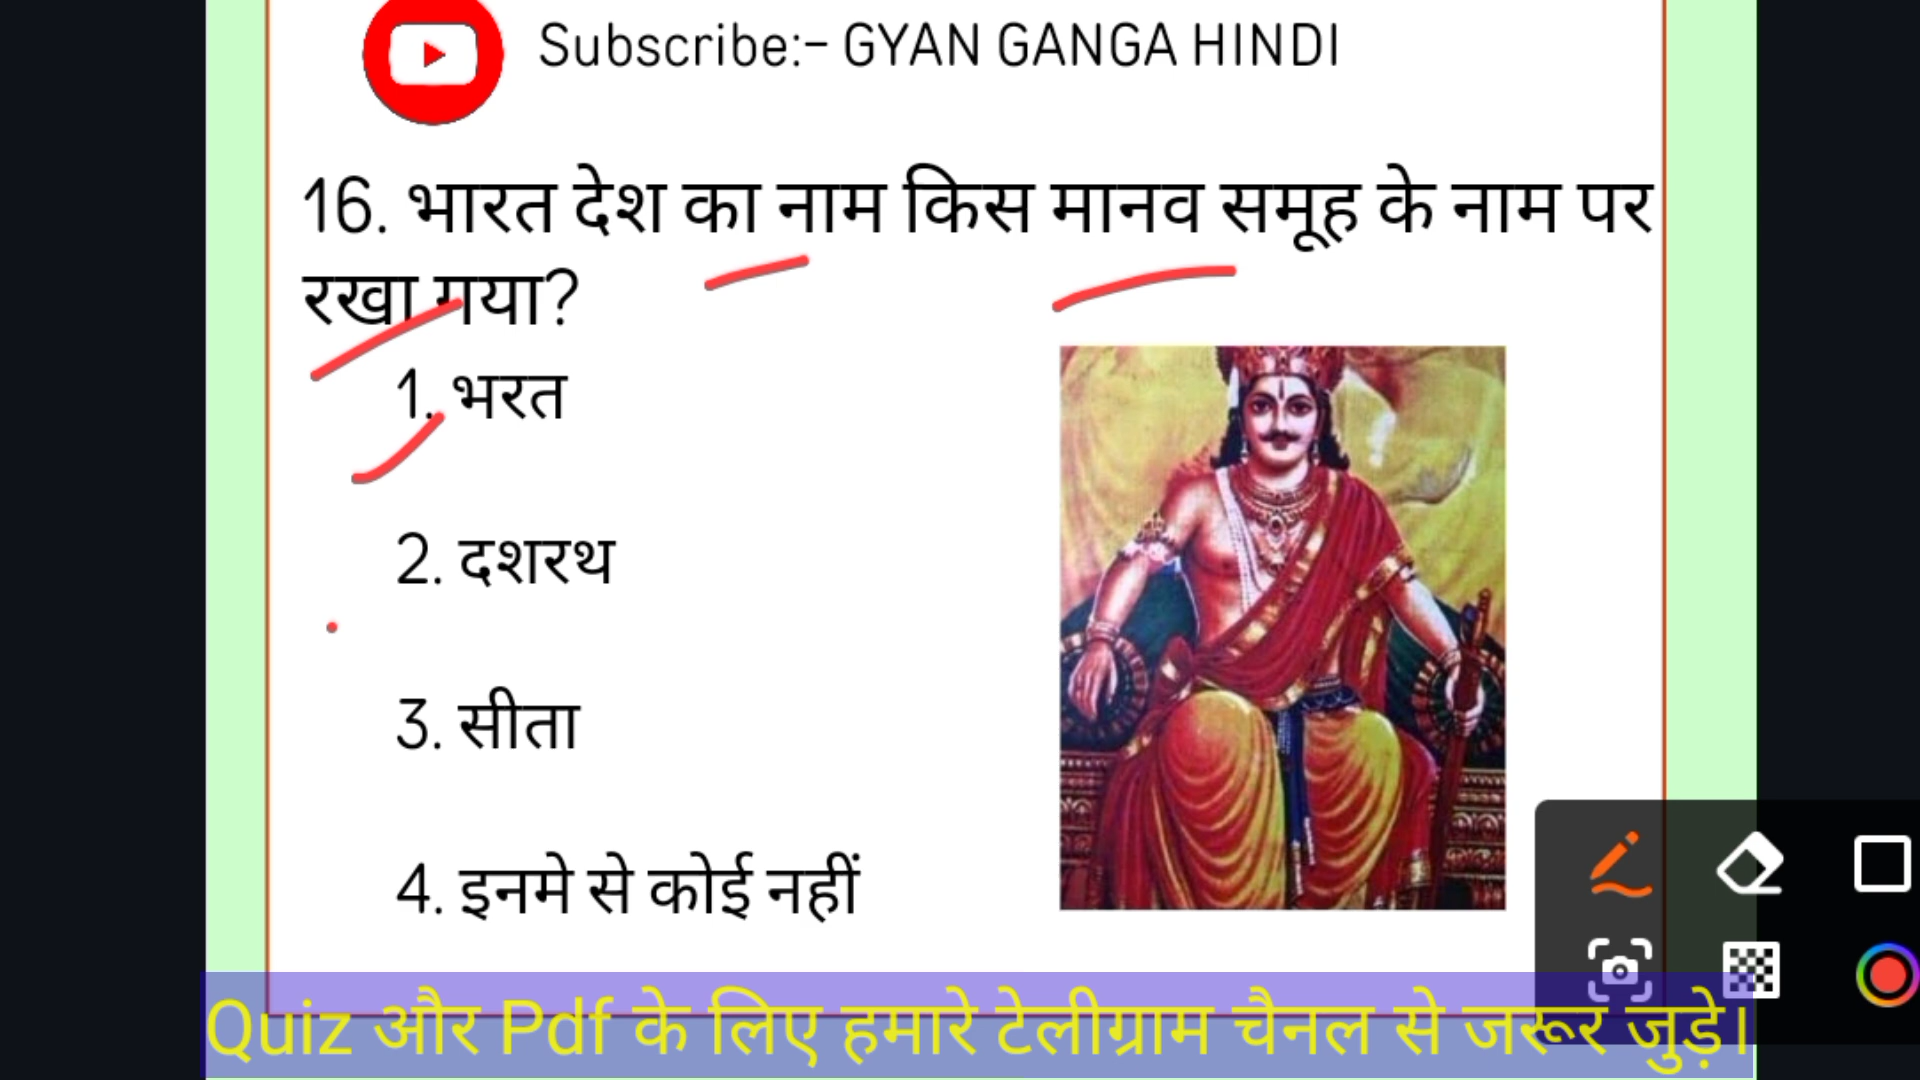 Subscribe:- GYAN GANGA HINDI
16. भारत देश का नाम किस मानव समूह के नाम पर
रखा गया?
1. भरत
2. दशरथ
3. सीता
4. इनमे से कोई नहीं
Quiz और Pdf के लिए हमारे टेलीग्राम चैनल से जरूर जुड़े।